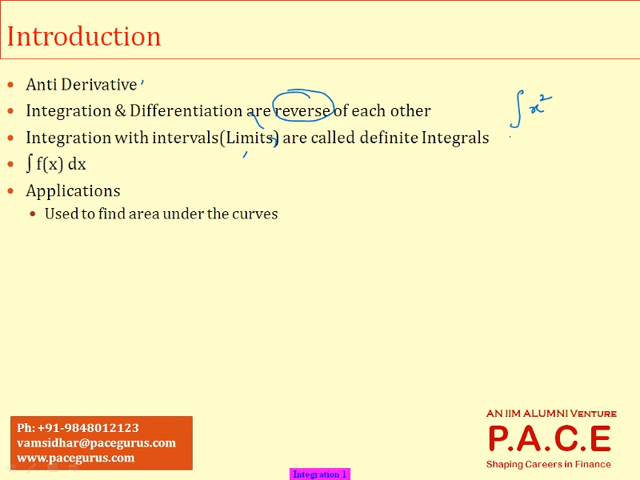 Introduction
Anti Derivative
Integration & Differentiation are reverse of each other
∫ x²
Integration with intervals(Limits) are called definite Integrals
∫ f(x) dx
Applications
Used to find area under the curves
Ph: +91-9848012123
vamsidhar@pacegurus.com
www.pacegurus.com
AN IIM ALUMNI VENTURE
P.A.C.E
Shaping Careers in Finance
Integration 1